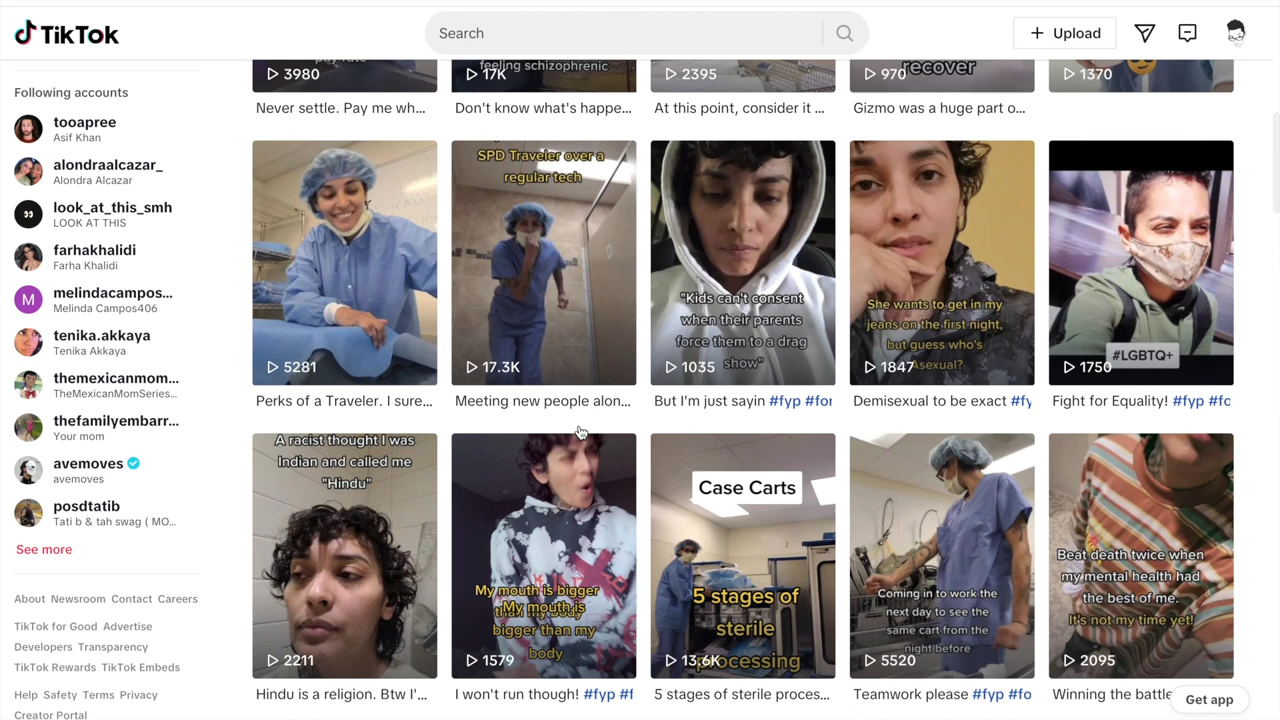 TikTok
Search
Upload
pay rate
feeling schizophrenic
recover
3980
17K
2395
970
1370
Never settle. Pay me wh...
Don't know what's happe...
At this point, consider it ...
Gizmo was a huge part o...
Following accounts
tooapree
Asif Khan
alondraalcazar_
Alondra Alcazar
look_at_this_smh
LOOK AT THIS
farhakhalidi
Farha Khalidi
M
melindacampos...
Melinda Campos406
tenika.akkaya
Tenika Akkaya
themexicanmom...
TheMexicanMomSeries...
thefamilyembarr...
Your mom
avemoves
avemoves
posdtatib
Tati b & tah swag ( MO...
See more
About Newsroom Contact Careers
TikTok for Good Advertise
Developers Transparency
TikTok Rewards TikTok Embeds
Help Safety Terms Privacy
Creator Portal
5281
Perks of a Traveler. I sure...
SPD Traveler over a
regular tech
17.3K
Meeting new people alon...
"Kids can't consent
when their parents
force them to a drag
show"
1035
But I'm just sayin #fyp #for
She wants to get in my
jeans on the first night,
but guess who's
Asexual?
1847
Demisexual to be exact #fy
#LGBTQ+
1750
Fight for Equality! #fyp #fo
A racist thought I was
Indian and called me
"Hindu"
2211
Hindu is a religion. Btw I'...
My mouth is bigger
than my body
My mouth is
bigger than my
body
1579
I won't run though! #fyp #f
Case Carts
5 stages of
sterile
processing
13.6K
5 stages of sterile proces...
Coming in to work the
next day to see the
same cart from the
night before
5520
Teamwork please #fyp #fo
Beat death twice when
my mental health had
the best of me.
It's not my time yet!
2095
Winning the battle
Get app